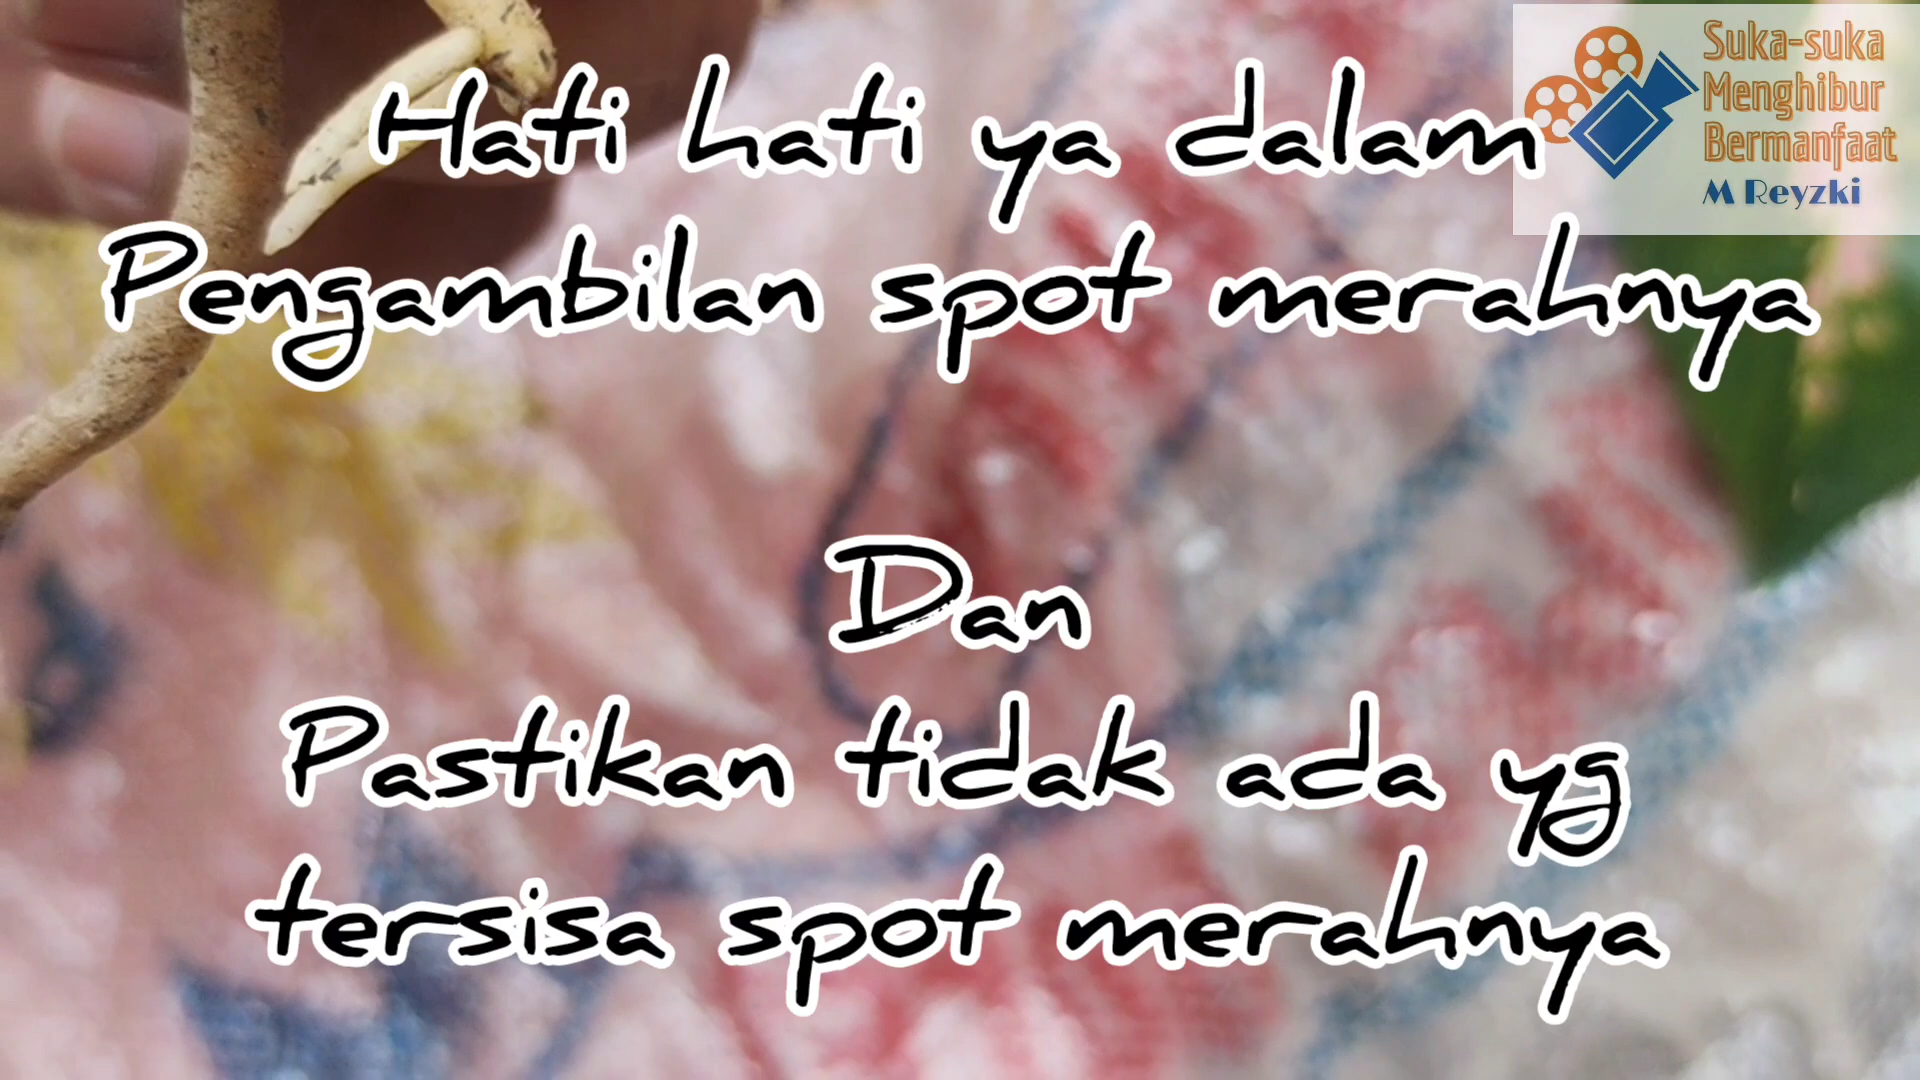 Hati hati ya dalam
Pengambilan spot merahnya
Dan
Pastikan tidak ada yg
tersisa spot merahnya
Suka-suka
Menghibur
Bermanfaat
M Reyzki